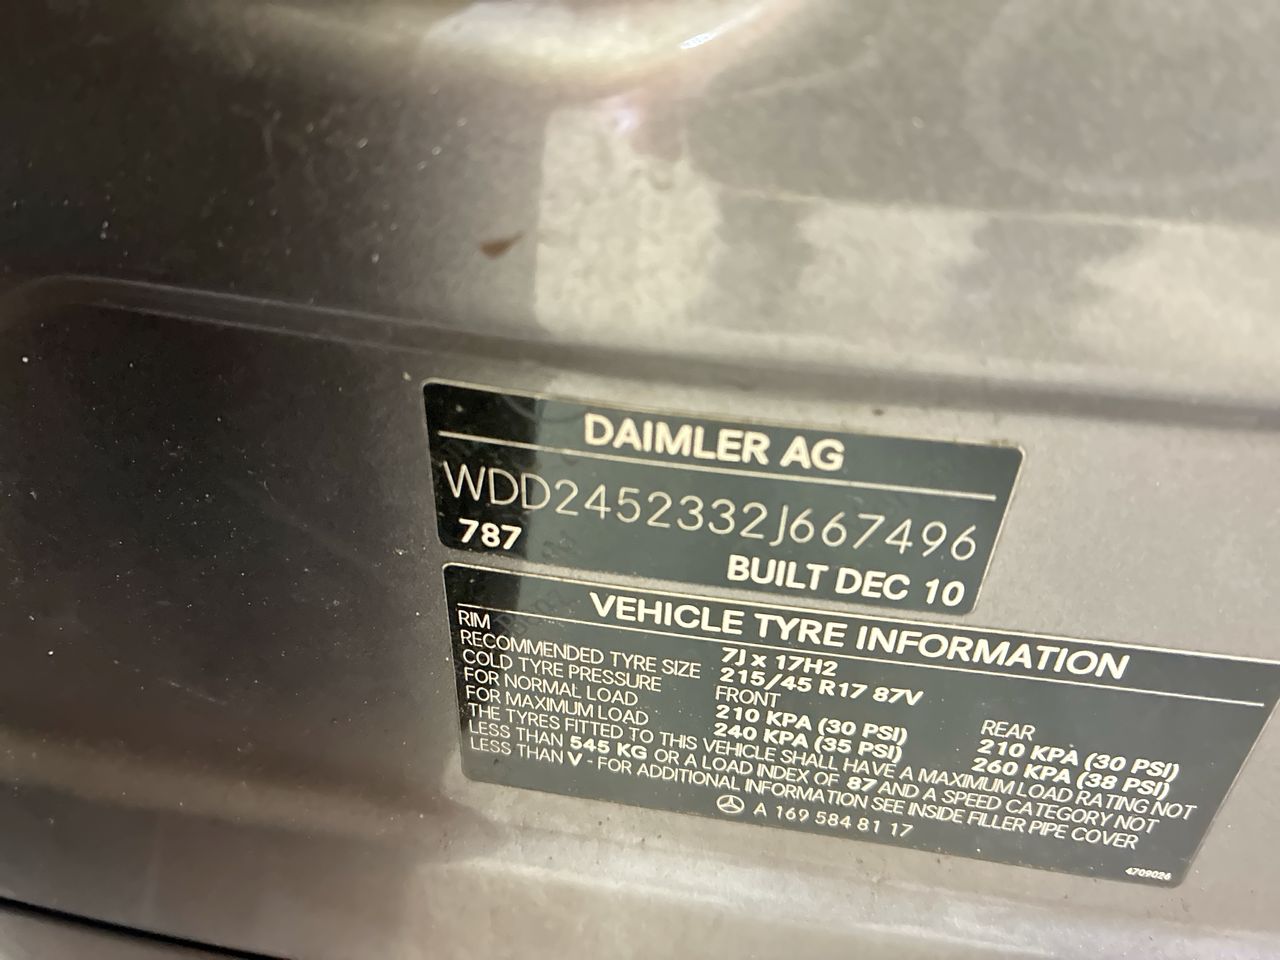 DAIMLER AG
WDD2452332J667496
787
BUILT DEC 10
VEHICLE TYRE INFORMATION
RIM 7J x 17H2
RECOMMENDED TYRE SIZE 215/45 R17 87V
COLD TYRE PRESSURE FRONT REAR
FOR NORMAL LOAD 210 KPA (30 PSI) 210 KPA (30 PSI)
FOR MAXIMUM LOAD 240 KPA (35 PSI) 260 KPA (38 PSI)
THE TYRES FITTED TO THIS VEHICLE SHALL HAVE A MAXIMUM LOAD RATING NOT
LESS THAN 545 KG OR A LOAD INDEX OF 87 AND A SPEED CATEGORY NOT
LESS THAN V - FOR ADDITIONAL INFORMATION SEE INSIDE FILLER PIPE COVER
A 169 584 81 17
4709026